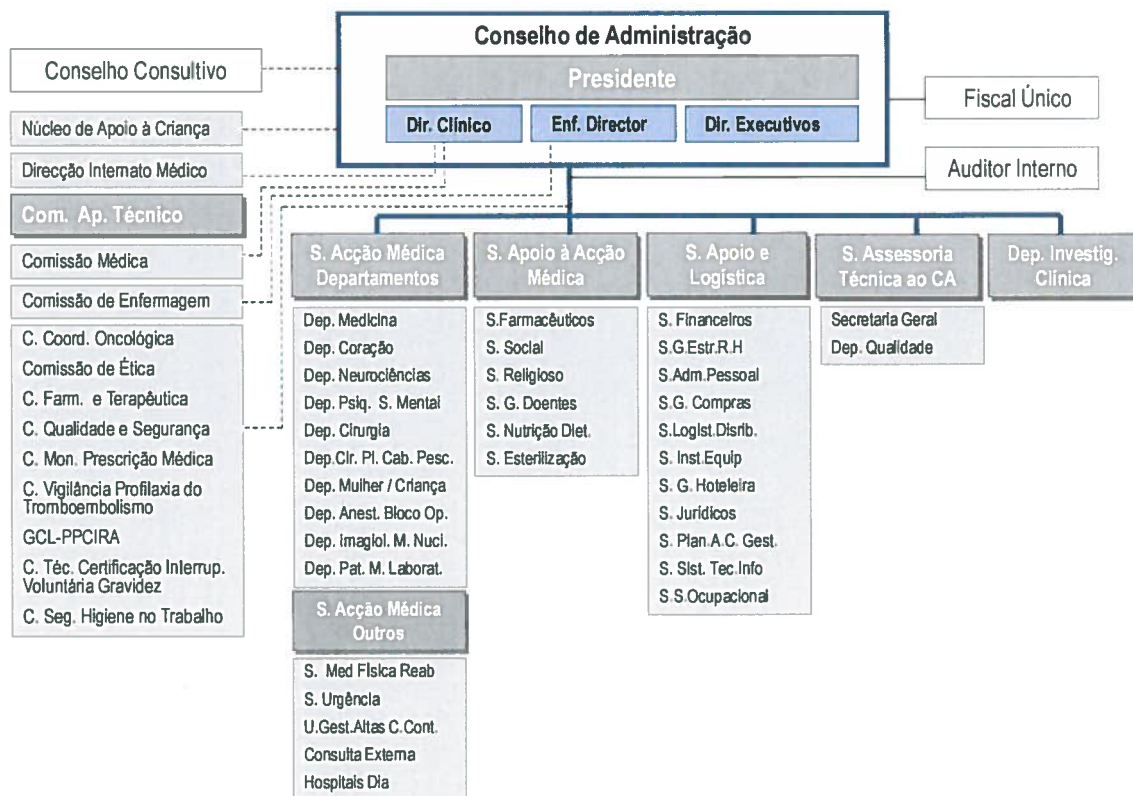 Conselho de Administração
Presidente
Dir. Clínico
Enf. Director
Dir. Executivos
Conselho Consultivo
Núcleo de Apoio à Criança
Direcção Internato Médico
Com. Ap. Técnico
Comissão Médica
Comissão de Enfermagem
C. Coord. Oncológica
Comissão de Ética
C. Farm. e Terapêutica
C. Qualidade e Segurança
C. Mon. Prescrição Médica
C. Vigilância Profilaxia do
Tromboembolismo
GCL-PPCIRA
C. Téc. Certificação Interrup.
Voluntária Gravidez
C. Seg. Higiene no Trabalho
Fiscal Único
Auditor Interno
S. Acção Médica
Departamentos
Dep. Medicina
Dep. Coração
Dep. Neurociências
Dep. Psiq. S. Mental
Dep. Cirurgia
Dep.Cir. Pl. Cab. Pesc.
Dep. Mulher / Criança
Dep. Anest. Bloco Op.
Dep. Imagiol. M. Nucl.
Dep. Pat. M. Laborat.
S. Acção Médica
Outros
S. Med Física Reab
S. Urgência
U.Gest.Altas C.Cont.
Consulta Externa
Hospitais Dia
S. Apoio à Acção
Médica
S.Farmacêuticos
S. Social
S. Religioso
S. G. Doentes
S. Nutrição Diet.
S. Esterilização
S. Apoio e
Logística
S. Financeiros
S.G.Estr.R.H
S.Adm.Pessoal
S.G. Compras
S.Logist.Disrib.
S. Inst.Equip
S. G. Hoteleira
S. Jurídicos
S. Plan.A.C. Gest.
S. Sist. Tec.Info
S.S.Ocupacional
S. Assessoria
Técnica ao CA
Secretaria Geral
Dep. Qualidade
Dep. Investig.
Clínica